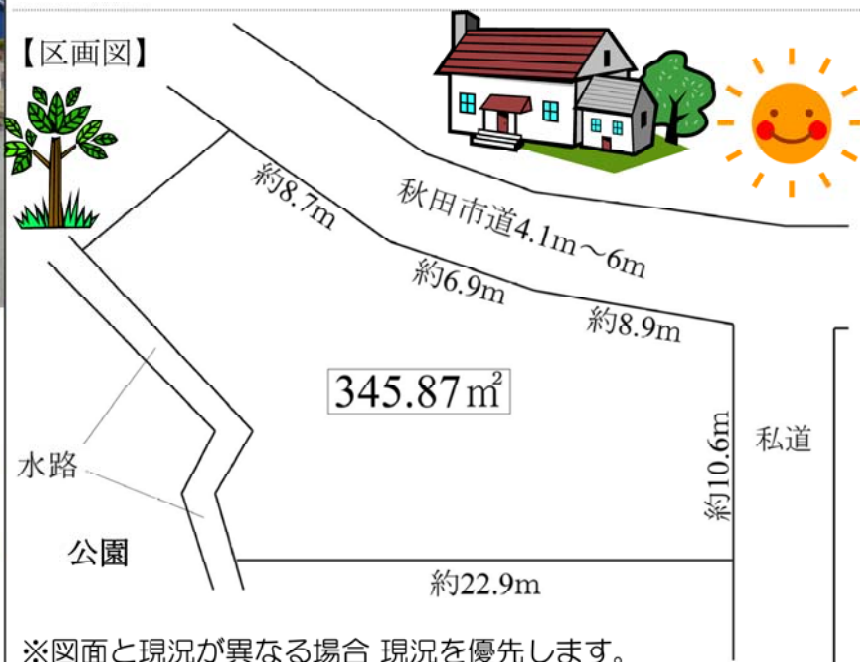 【区画図】
約8.7m
秋田市道4.1m〜6m
約6.9m
約8.9m
345.87㎡
約10.6m
私道
水路
公園
約22.9m
※図面と現況が異なる場合 現況を優先します。